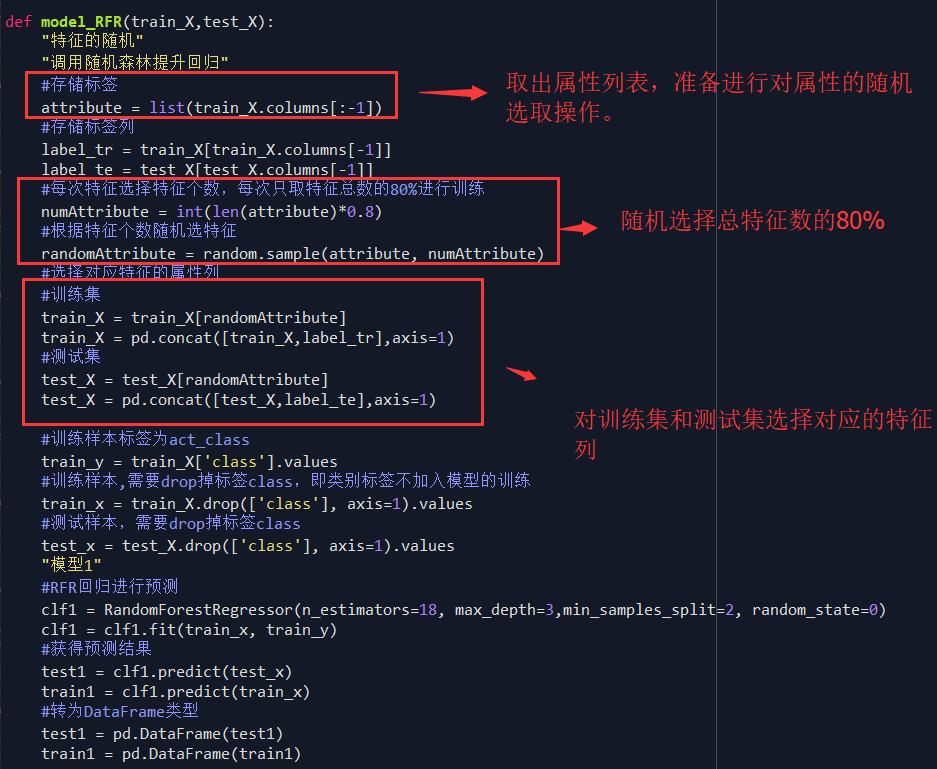 def model_RFR(train_X,test_X):
"特征的随机"
"调用随机森林提升回归"
#存储标签
attribute = list(train_X.columns[:-1])
取出属性列表，准备进行对属性的随机
选取操作。
#存储标签列
label_tr = train_X[train_X.columns[-1]]
label_te = test_X[test_X.columns[-1]]
#每次特征选择特征个数，每次只取特征总数的80%进行训练
numAttribute = int(len(attribute)*0.8)
#根据特征个数随机选特征
randomAttribute = random.sample(attribute, numAttribute)
随机选择总特征数的80%
#选择对应特征的属性列
#训练集
train_X = train_X[randomAttribute]
train_X = pd.concat([train_X,label_tr],axis=1)
#测试集
test_X = test_X[randomAttribute]
test_X = pd.concat([test_X,label_te],axis=1)
对训练集和测试集选择对应的特征
列
#训练样本标签为act_class
train_y = train_X['class'].values
#训练样本,需要drop掉标签class，即类别标签不加入模型的训练
train_x = train_X.drop(['class'], axis=1).values
#测试样本，需要drop掉标签class
test_x = test_X.drop(['class'], axis=1).values
"模型1"
#RFR回归进行预测
clf1 = RandomForestRegressor(n_estimators=18, max_depth=3,min_samples_split=2, random_state=0)
clf1 = clf1.fit(train_x, train_y)
#获得预测结果
test1 = clf1.predict(test_x)
train1 = clf1.predict(train_x)
#转为DataFrame类型
test1 = pd.DataFrame(test1)
train1 = pd.DataFrame(train1)